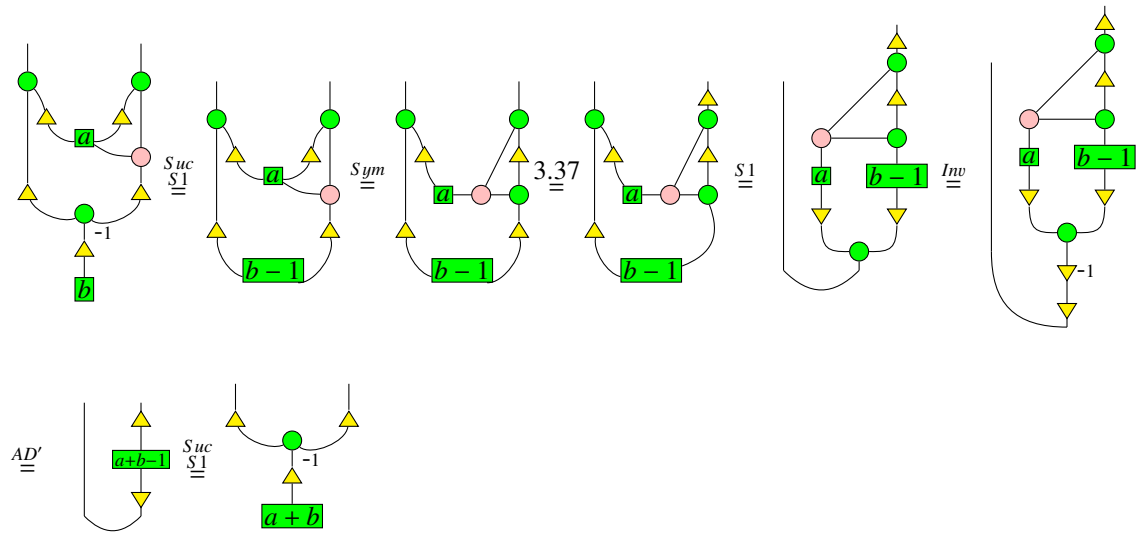 a Suc S1 = -1 b
a Sym = b − 1
a 3.37 = b − 1
a S1 = b − 1
a b − 1 Inv =
a b − 1 -1
AD′ = a+b−1 Suc S1 = -1 a + b